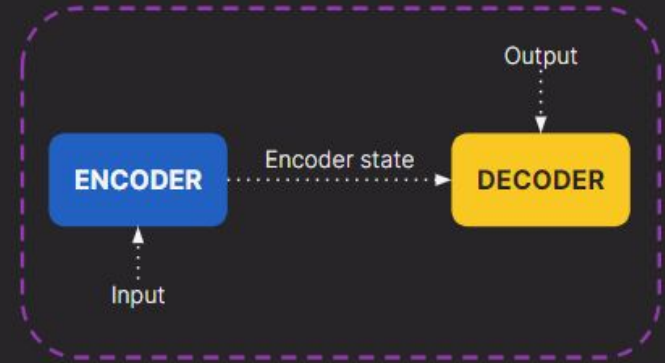 Output
ENCODER
Encoder state
DECODER
Input